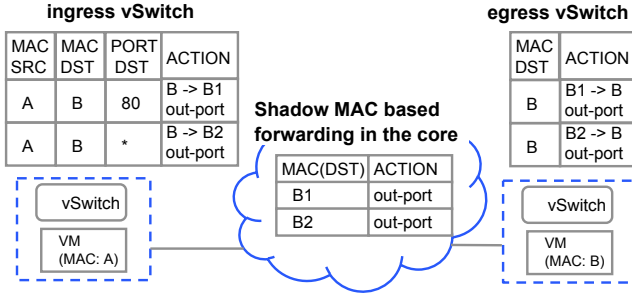 ingress vSwitch
MAC SRC MAC DST PORT DST ACTION
A B 80 B -> B1 out-port
A B * B -> B2 out-port
vSwitch
VM
(MAC: A)
Shadow MAC based
forwarding in the core
MAC(DST) ACTION
B1 out-port
B2 out-port
egress vSwitch
MAC DST ACTION
B B1 -> B out-port
B B2 -> B out-port
vSwitch
VM
(MAC: B)